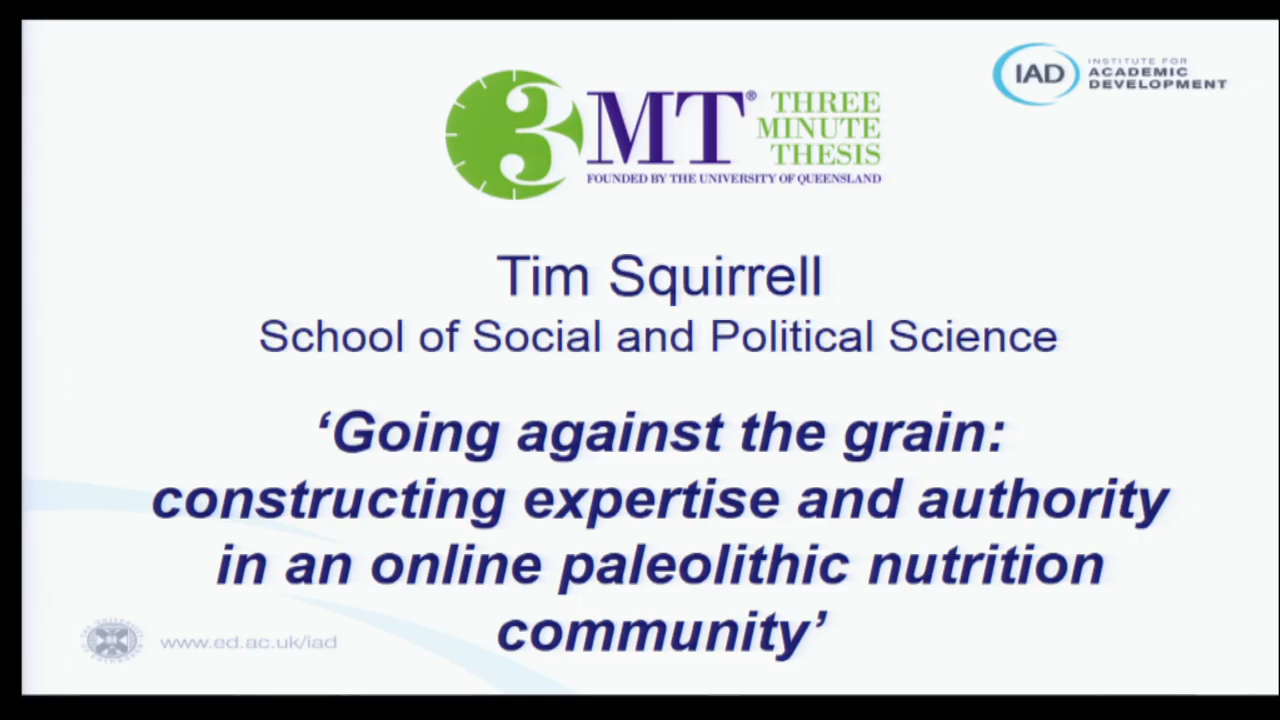 3MT® THREE MINUTE THESIS
FOUNDED BY THE UNIVERSITY OF QUEENSLAND
IAD INSTITUTE FOR ACADEMIC DEVELOPMENT
Tim Squirrell
School of Social and Political Science
‘Going against the grain:
constructing expertise and authority
in an online paleolithic nutrition
community’
www.ed.ac.uk/iad